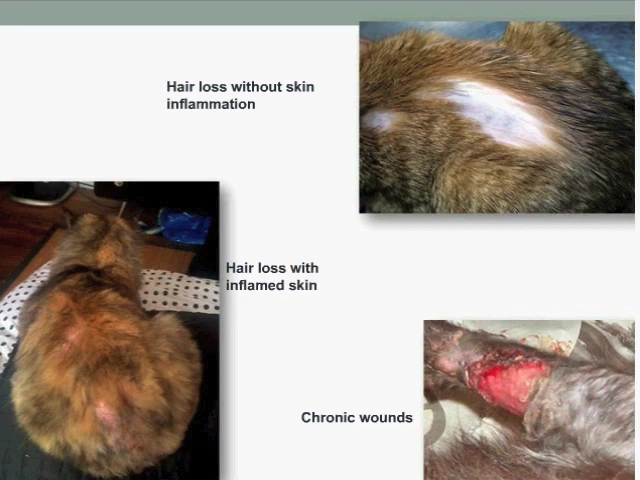 Hair loss without skin
inflammation
Hair loss with
inflamed skin
Chronic wounds